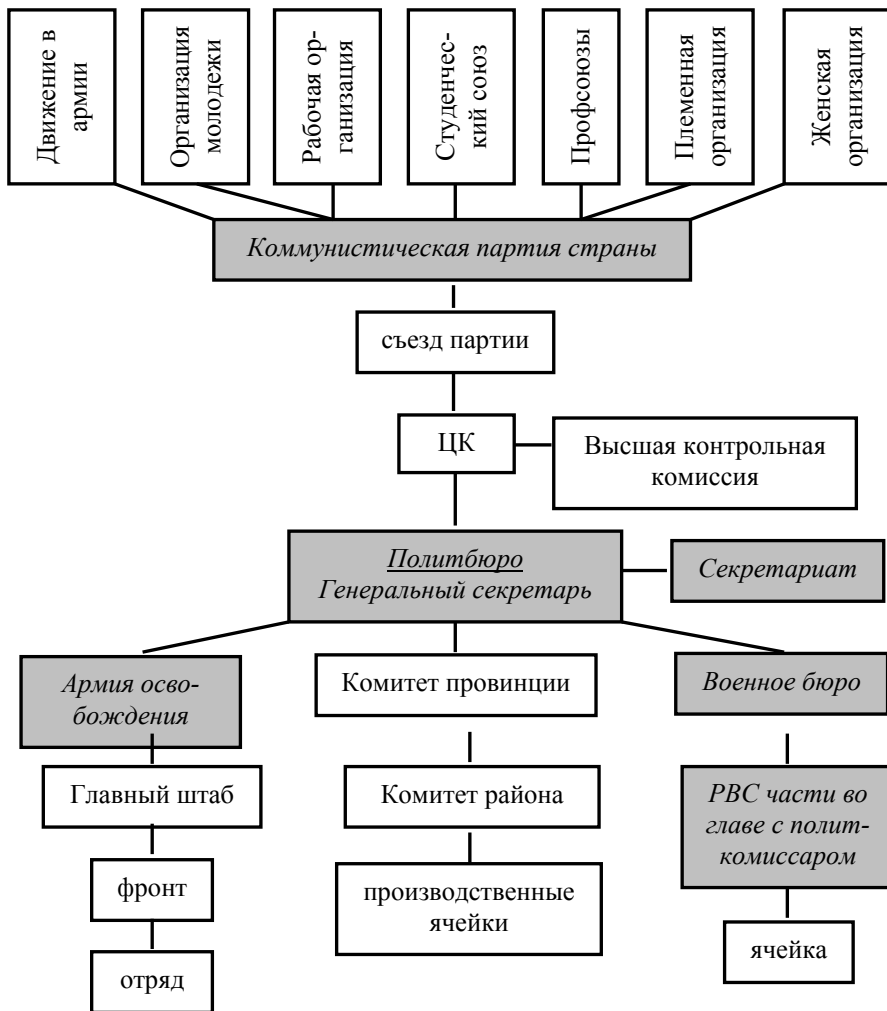 Движение в
армии
Организация
молодежи
Рабочая ор-
ганизация
Студенчес-
кий союз
Профсоюзы
Племенная
организация
Женская
организация
Коммунистическая партия страны
съезд партии
ЦК
Высшая контрольная
комиссия
Политбюро
Генеральный секретарь
Секретариат
Армия осво-
бождения
Комитет провинции
Военное бюро
Главный штаб
Комитет района
РВС части во
главе с полит-
комиссаром
фронт
производственные
ячейки
ячейка
отряд